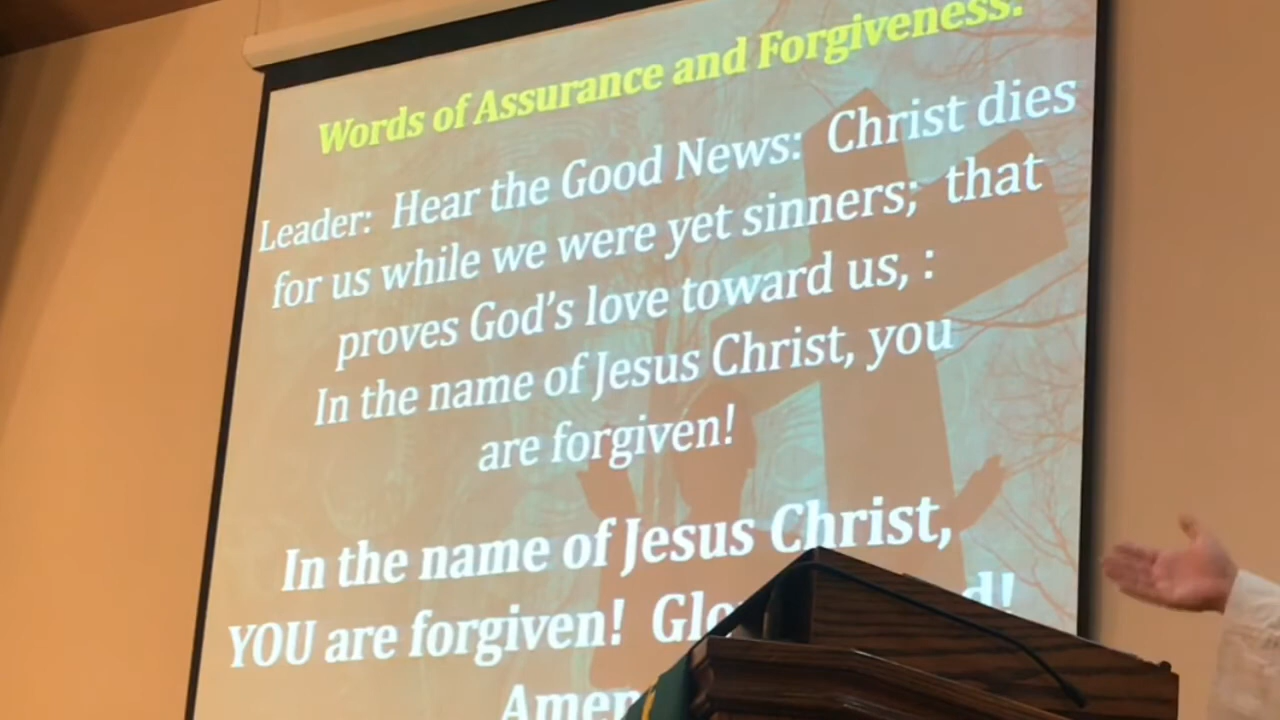 Words of Assurance and Forgiveness:
Leader: Hear the Good News: Christ dies
for us while we were yet sinners; that
proves God's love toward us, :
In the name of Jesus Christ, you
are forgiven!
In the name of Jesus Christ,
YOU are forgiven!